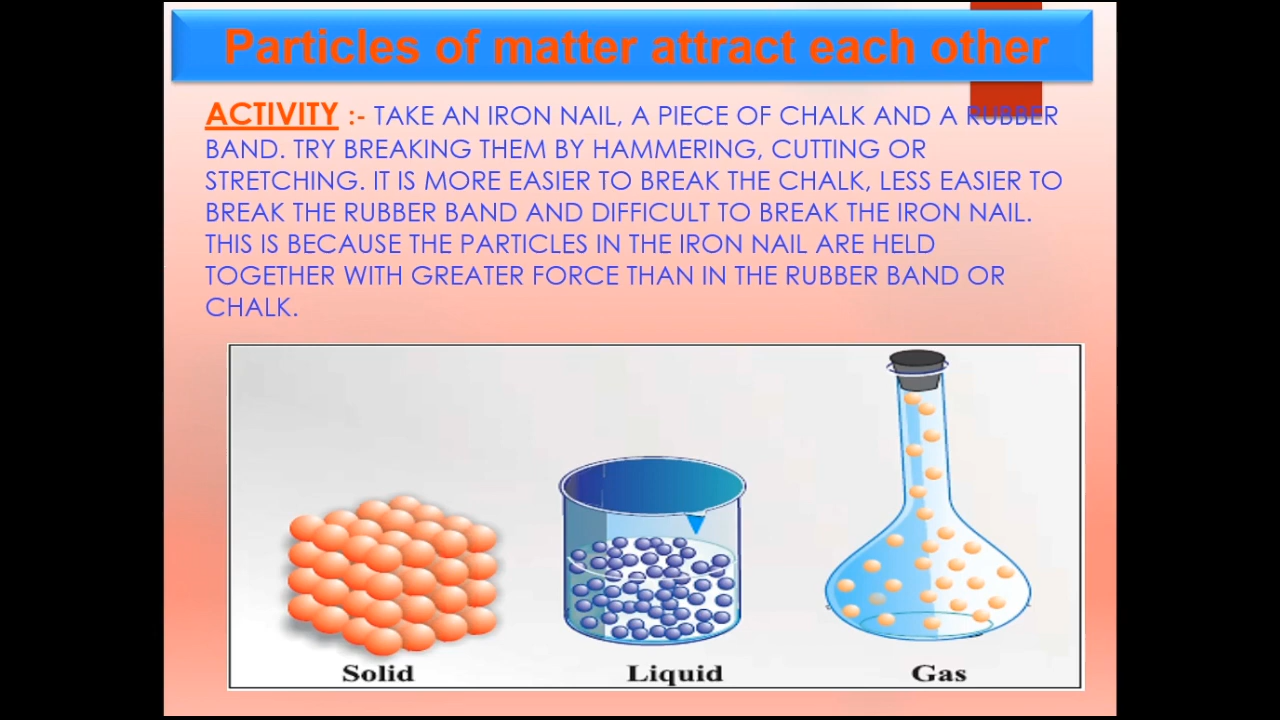 Particles of matter attract each other
ACTIVITY :- TAKE AN IRON NAIL, A PIECE OF CHALK AND A RUBBER
BAND. TRY BREAKING THEM BY HAMMERING, CUTTING OR
STRETCHING. IT IS MORE EASIER TO BREAK THE CHALK, LESS EASIER TO
BREAK THE RUBBER BAND AND DIFFICULT TO BREAK THE IRON NAIL.
THIS IS BECAUSE THE PARTICLES IN THE IRON NAIL ARE HELD
TOGETHER WITH GREATER FORCE THAN IN THE RUBBER BAND OR
CHALK.
Solid Liquid Gas